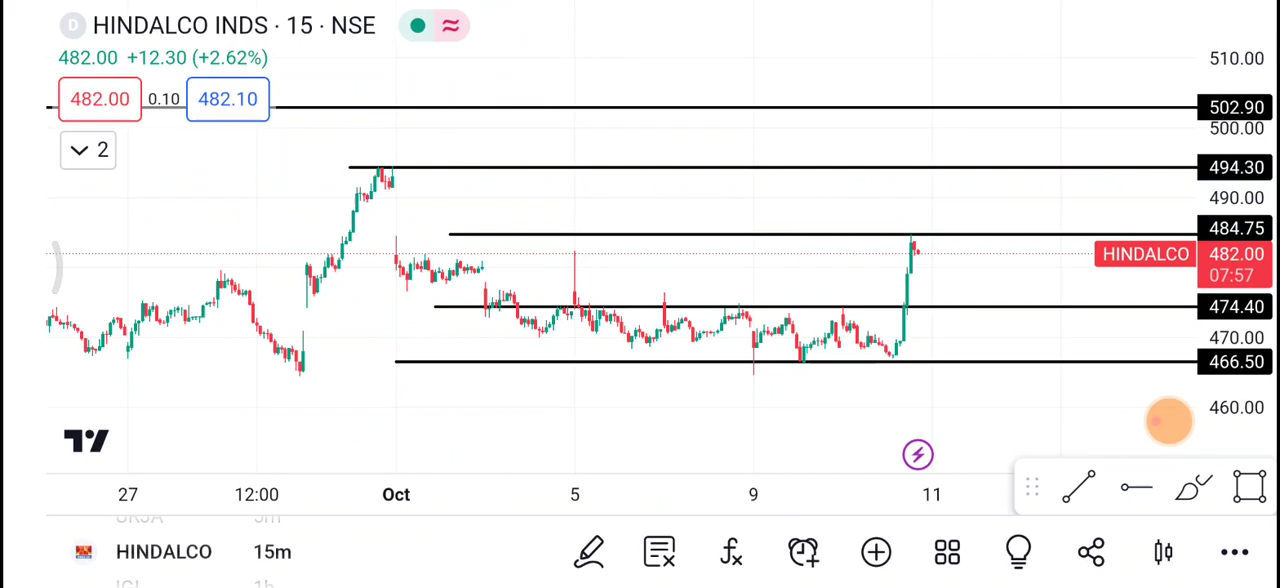 D HINDALCO INDS · 15 · NSE
482.00 +12.30 (+2.62%)
482.00 0.10 482.10
2
510.00
502.90
500.00
494.30
490.00
484.75
HINDALCO 482.00
07:57
474.40
470.00
466.50
460.00
27 12:00 Oct 5 9 11
HINDALCO 15m